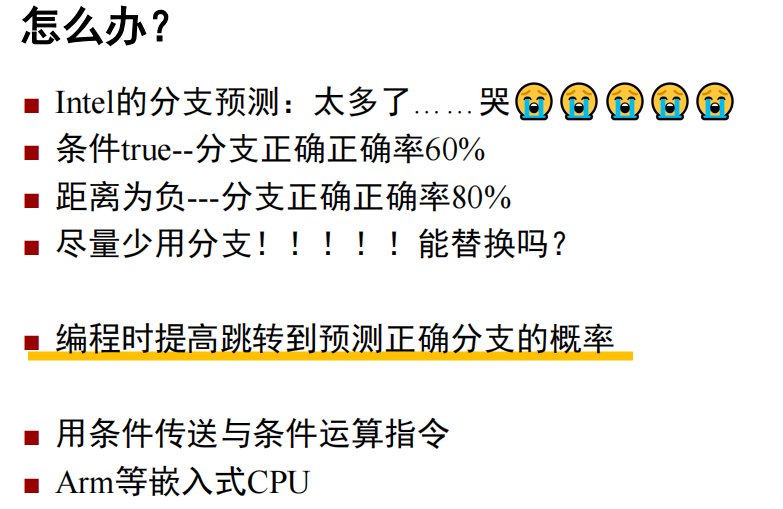 怎么办？
■ Intel的分支预测：太多了……哭😭😭😭😭😭
■ 条件true--分支正确正确率60%
■ 距离为负---分支正确正确率80%
■ 尽量少用分支！！！！！能替换吗？
■ 编程时提高跳转到预测正确分支的概率
■ 用条件传送与条件运算指令
■ Arm等嵌入式CPU